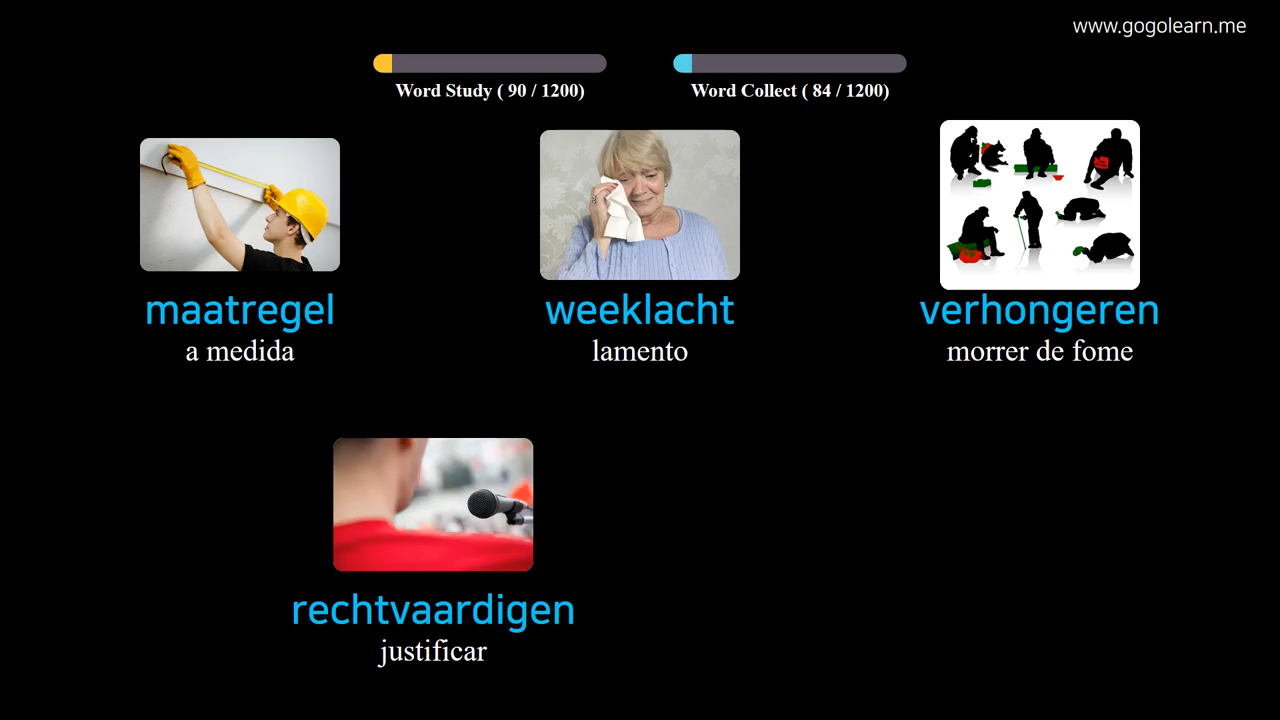 www.gogolearn.me
Word Study ( 90 / 1200)
Word Collect ( 84 / 1200)
maatregel
a medida
weeklacht
lamento
verhongeren
morrer de fome
rechtvaardigen
justificar